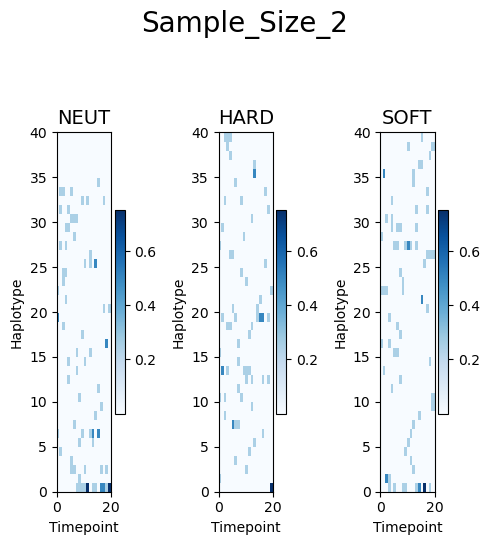 Sample_Size_2
NEUT HARD SOFT
40 40 40
35 35 35
30 30 30
25 25 25
20 20 20
15 15 15
10 10 10
5 5 5
0 0 0
0.6 0.6 0.6
0.4 0.4 0.4
0.2 0.2 0.2
Haplotype Haplotype Haplotype
0 20 0 20 0 20
Timepoint Timepoint Timepoint